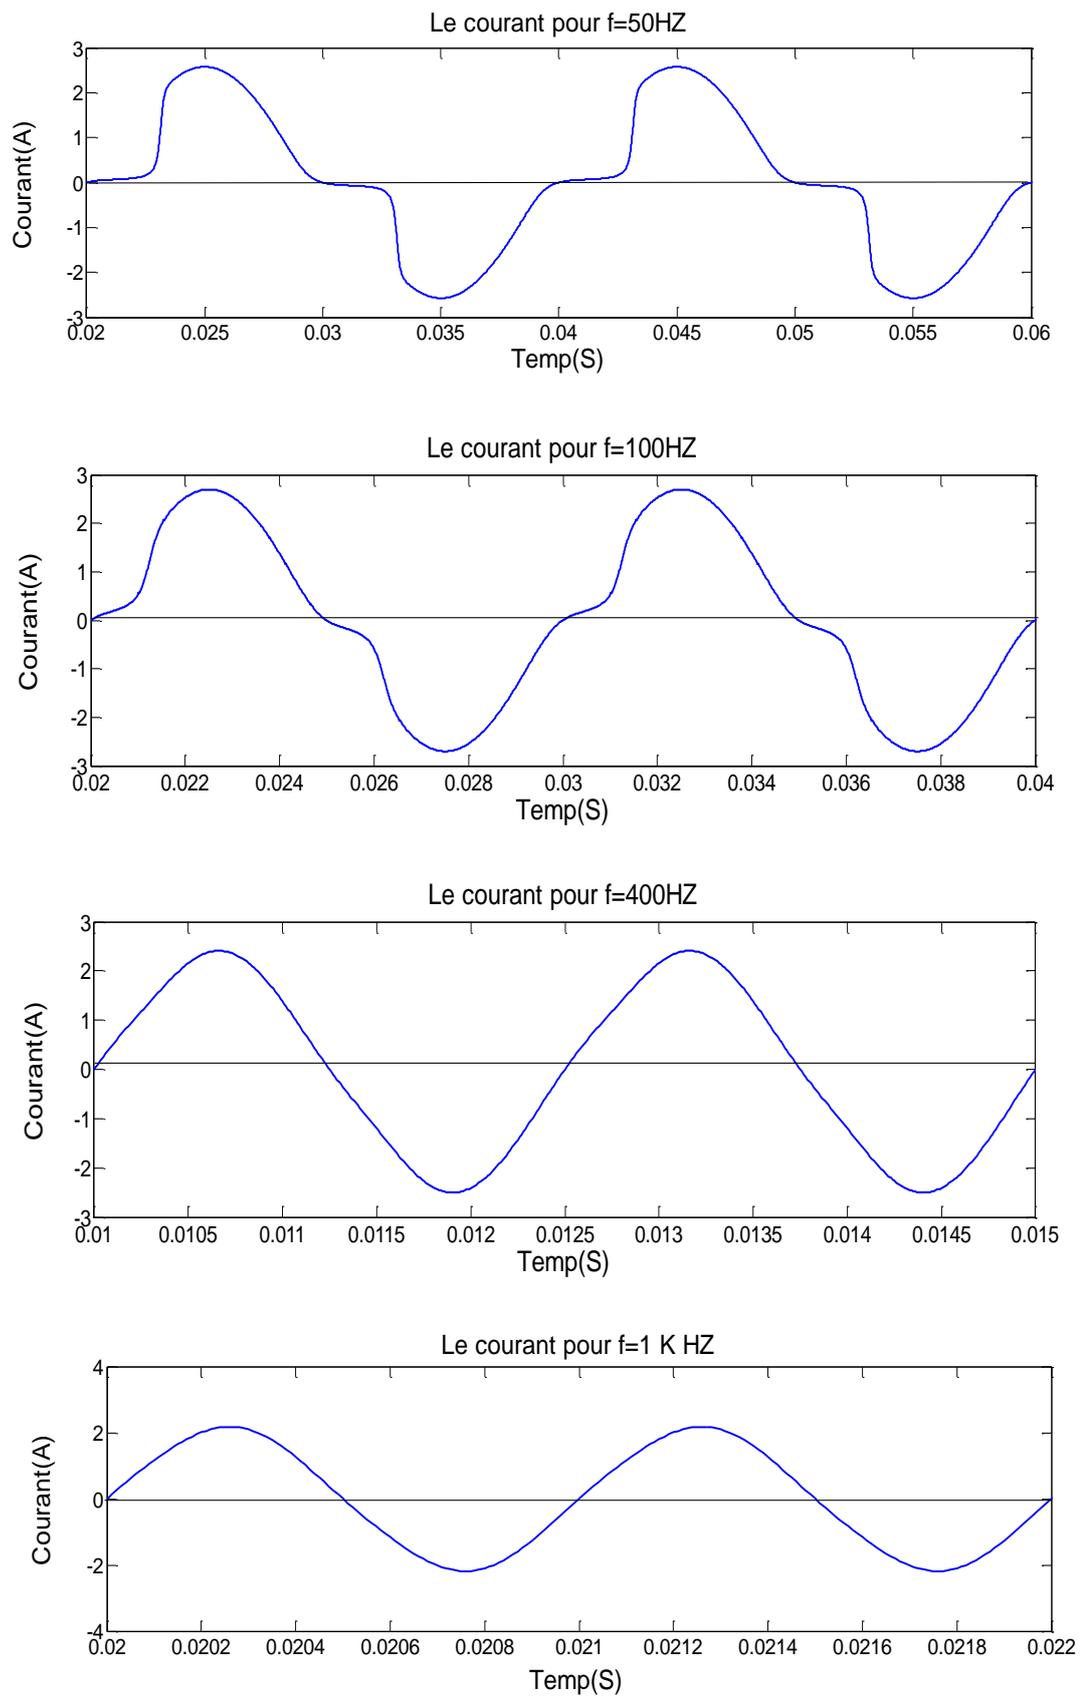 Le courant pour f=50HZ
3
2
1
0
-1
-2
-3
Courant(A)
0.02 0.025 0.03 0.035 0.04 0.045 0.05 0.055 0.06
Temp(S)
Le courant pour f=100HZ
3
2
1
0
-1
-2
-3
Courant(A)
0.02 0.022 0.024 0.026 0.028 0.03 0.032 0.034 0.036 0.038 0.04
Temp(S)
Le courant pour f=400HZ
3
2
1
0
-1
-2
-3
Courant(A)
0.01 0.0105 0.011 0.0115 0.012 0.0125 0.013 0.0135 0.014 0.0145 0.015
Temp(S)
Le courant pour f=1 K HZ
4
2
0
-2
-4
Courant(A)
0.02 0.0202 0.0204 0.0206 0.0208 0.021 0.0212 0.0214 0.0216 0.0218 0.022
Temp(S)